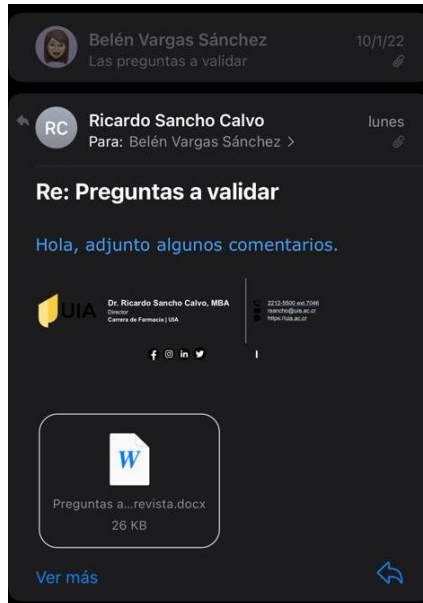 Belén Vargas Sánchez
10/1/22
Las preguntas a validar
RC
Ricardo Sancho Calvo
lunes
Para: Belén Vargas Sánchez >
Re: Preguntas a validar
Hola, adjunto algunos comentarios.
UIA
Dr. Ricardo Sancho Calvo, MBA
Director
Carrera de Farmacia | UIA
2212-5500 ext.7046
rsancho@uia.ac.cr
https://uia.ac.cr
W
Preguntas a...revista.docx
26 KB
Ver más